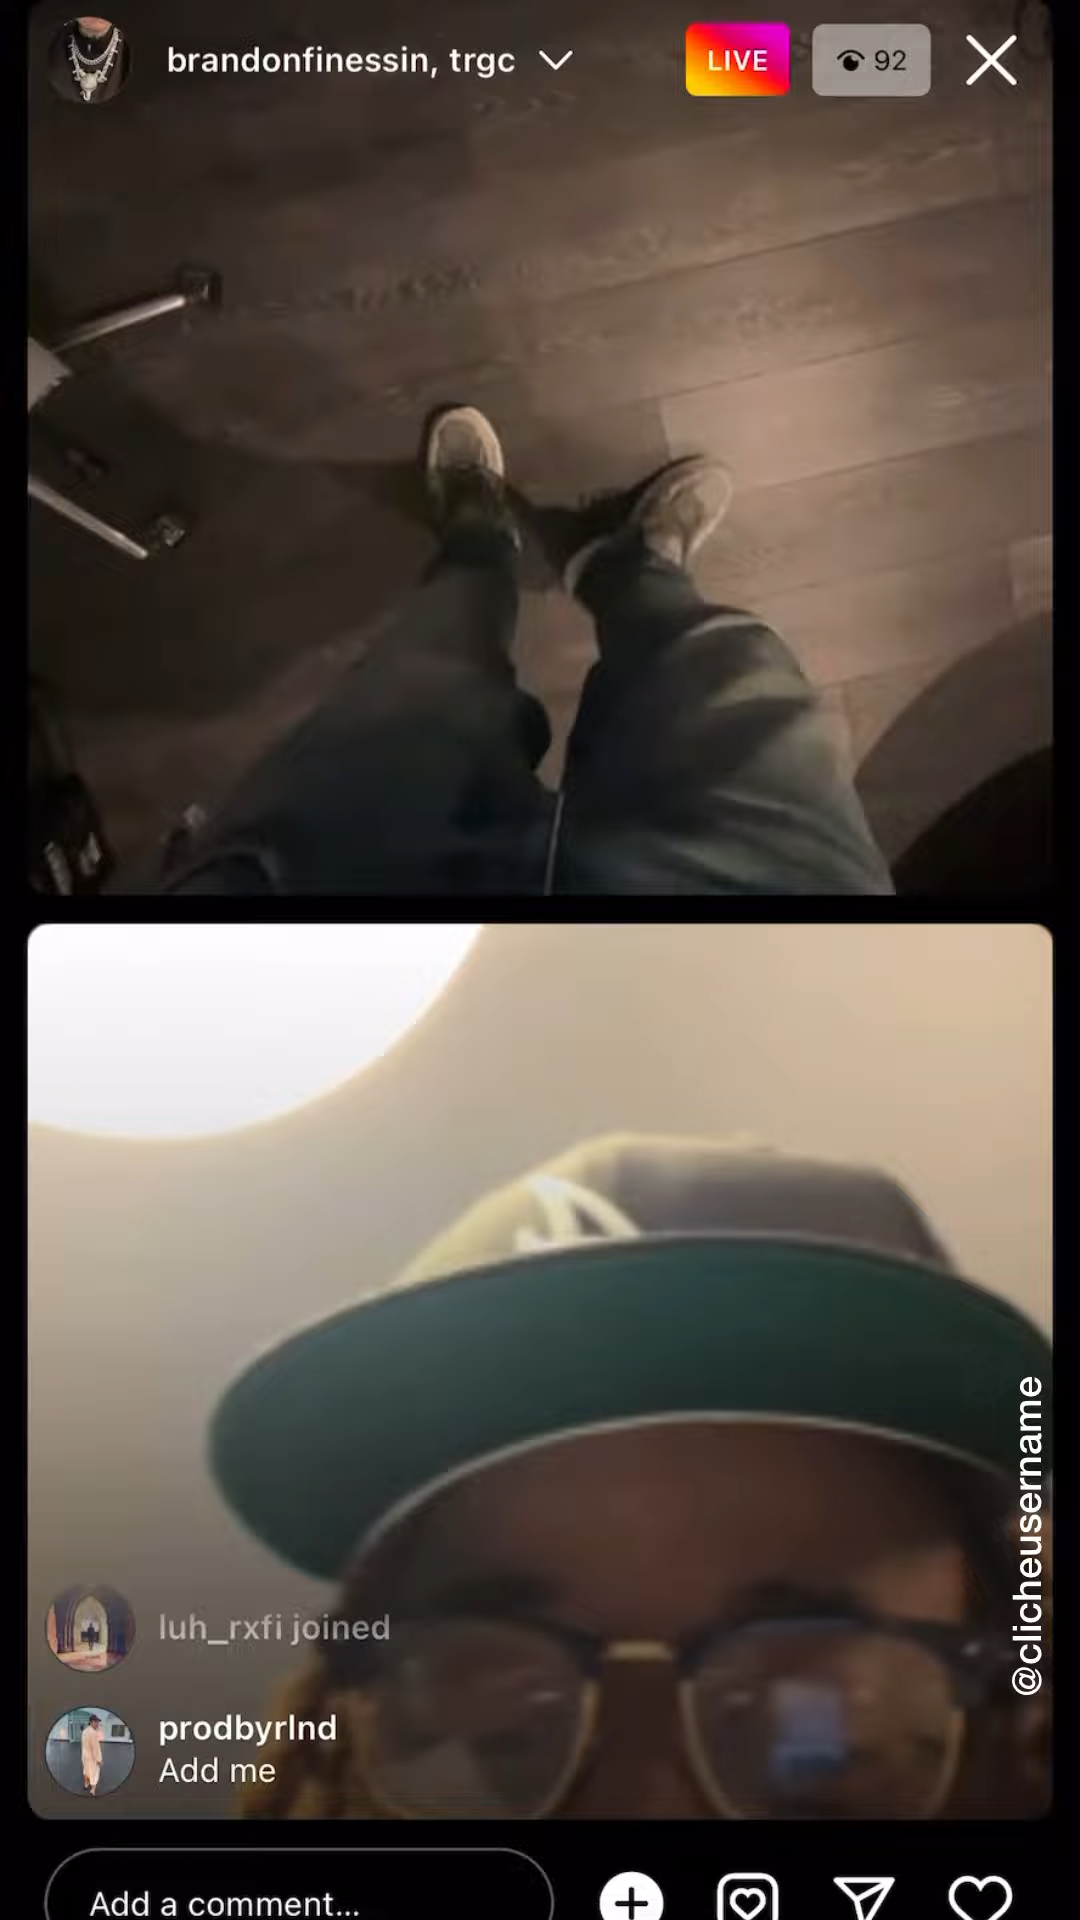 brandonfinessin, trgc
LIVE
92
@clicheusername
luh_rxfi joined
prodbyrlnd
Add me
Add a comment...